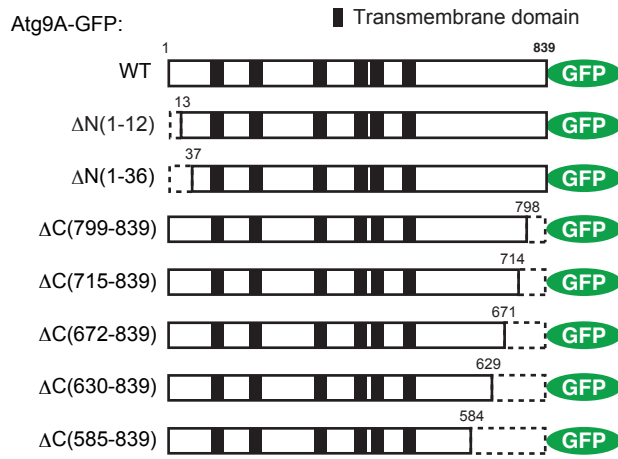 Atg9A-GFP:
Transmembrane domain
1
839
WT
GFP
13
ΔN(1-12)
GFP
37
ΔN(1-36)
GFP
798
ΔC(799-839)
GFP
714
ΔC(715-839)
GFP
671
ΔC(672-839)
GFP
629
ΔC(630-839)
GFP
584
ΔC(585-839)
GFP